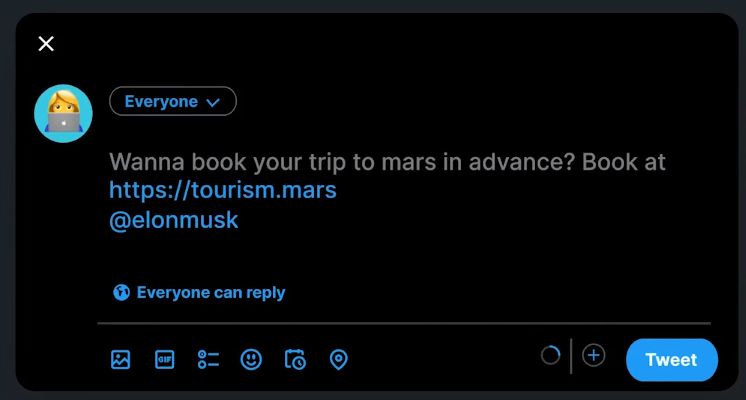 Everyone
Wanna book your trip to mars in advance? Book at
https://tourism.mars
@elonmusk
Everyone can reply
GIF
Tweet